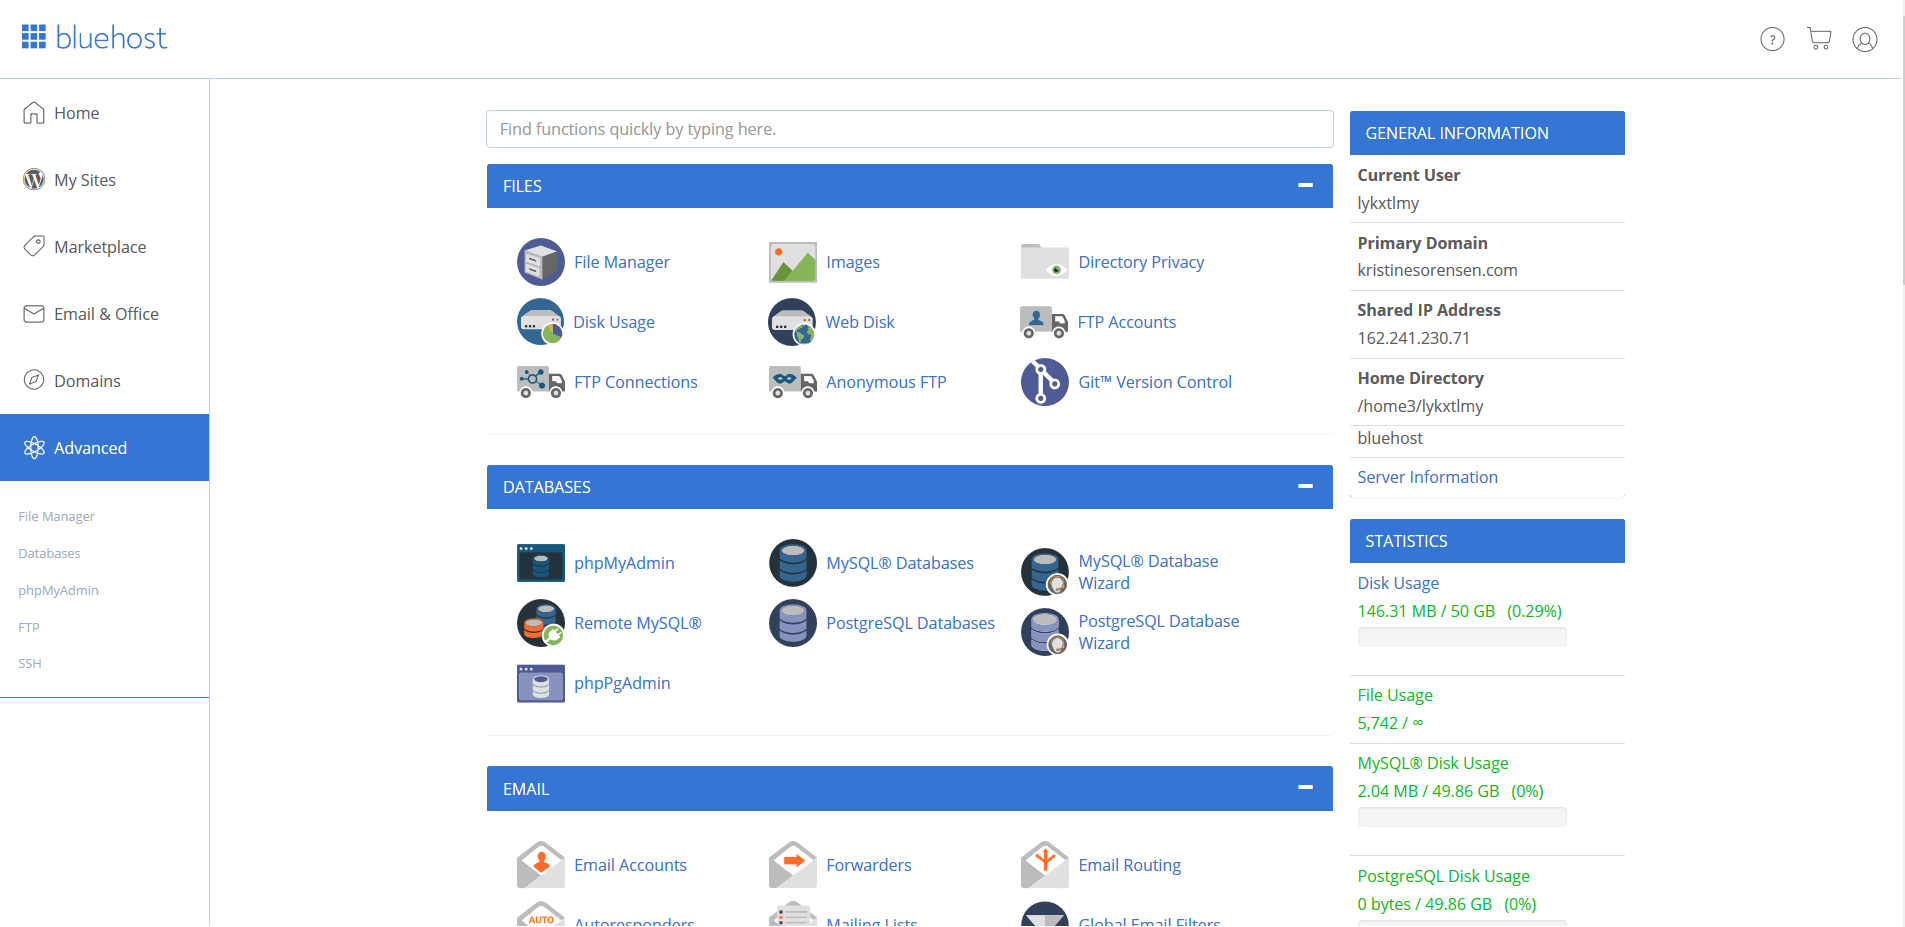 bluehost
?
Home
My Sites
Marketplace
Email & Office
Domains
Advanced
File Manager
Databases
phpMyAdmin
FTP
SSH
Find functions quickly by typing here.
FILES
File Manager
Images
Directory Privacy
Disk Usage
Web Disk
FTP Accounts
FTP Connections
Anonymous FTP
Git™ Version Control
DATABASES
phpMyAdmin
MySQL® Databases
MySQL® Database
Wizard
Remote MySQL®
PostgreSQL Databases
PostgreSQL Database
Wizard
phpPgAdmin
EMAIL
Email Accounts
Forwarders
Email Routing
AUTO
Autoresponders
Mailing Lists
Global Email Filters
GENERAL INFORMATION
Current User
lykxtlmy
Primary Domain
kristinesorensen.com
Shared IP Address
162.241.230.71
Home Directory
/home3/lykxtlmy
bluehost
Server Information
STATISTICS
Disk Usage
146.31 MB / 50 GB (0.29%)
File Usage
5,742 / ∞
MySQL® Disk Usage
2.04 MB / 49.86 GB (0%)
PostgreSQL Disk Usage
0 bytes / 49.86 GB (0%)